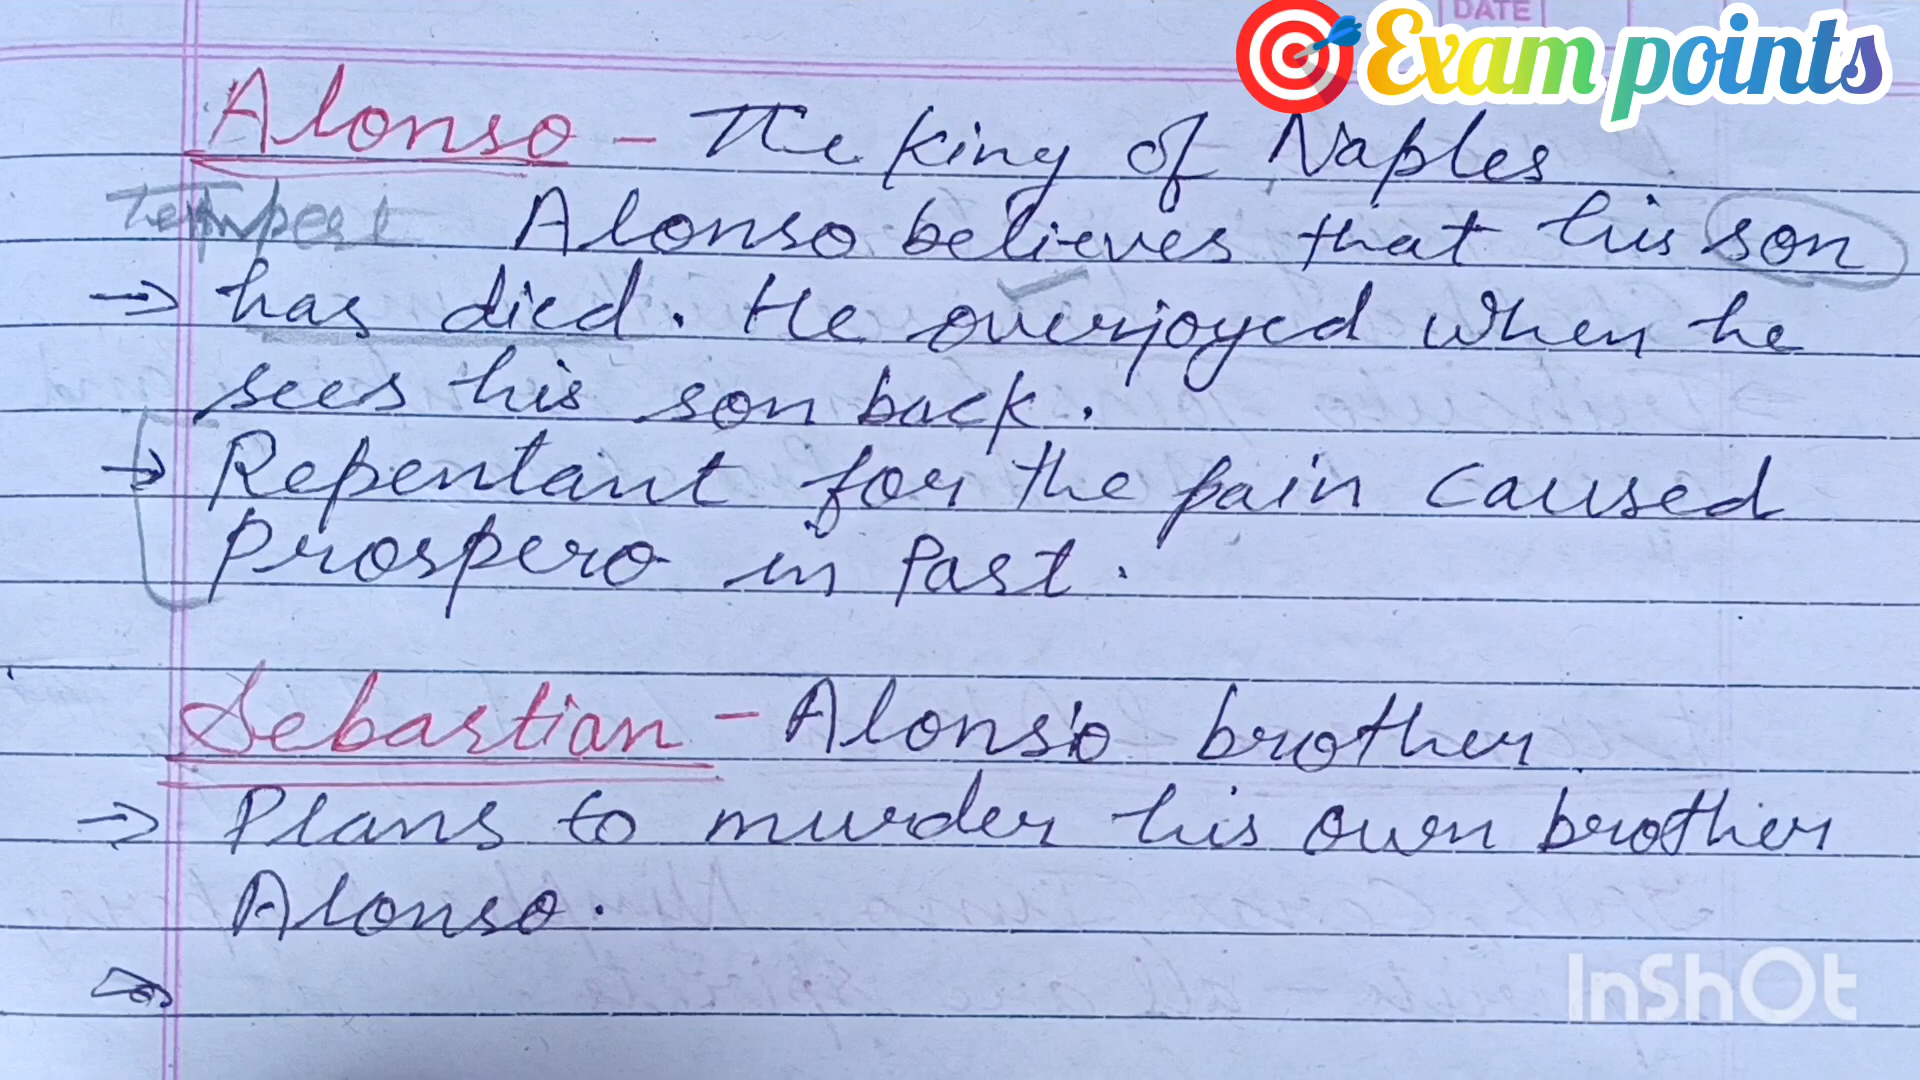 DATE
Exam points
Alonso - The king of Naples
Tempest Alonso believes that his son
→ has died. He overjoyed when he
sees his son back.
→ Repentant for the pain caused
Prospero in Past.
Sebastian - Alonso brother
→ Plans to murder his own brother
Alonso.
InShOt